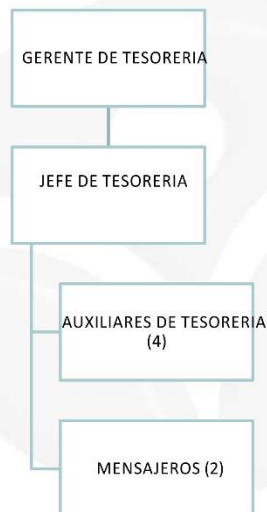 GERENTE DE TESORERIA
JEFE DE TESORERIA
AUXILIARES DE TESORERIA
(4)
MENSAJEROS (2)